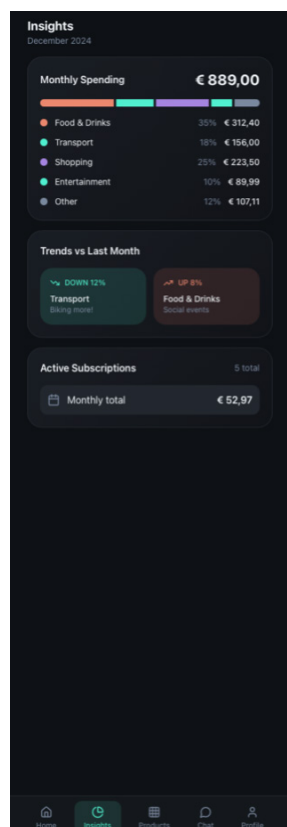 Insights
December 2024
Monthly Spending € 889,00
Food & Drinks 35% € 312,40
Transport 18% € 156,00
Shopping 25% € 223,50
Entertainment 10% € 89,99
Other 12% € 107,11
Trends vs Last Month
DOWN 12%
Transport
Biking more!
UP 8%
Food & Drinks
Social events
Active Subscriptions 5 total
Monthly total € 52,97
Home Insights Products Chat Profile